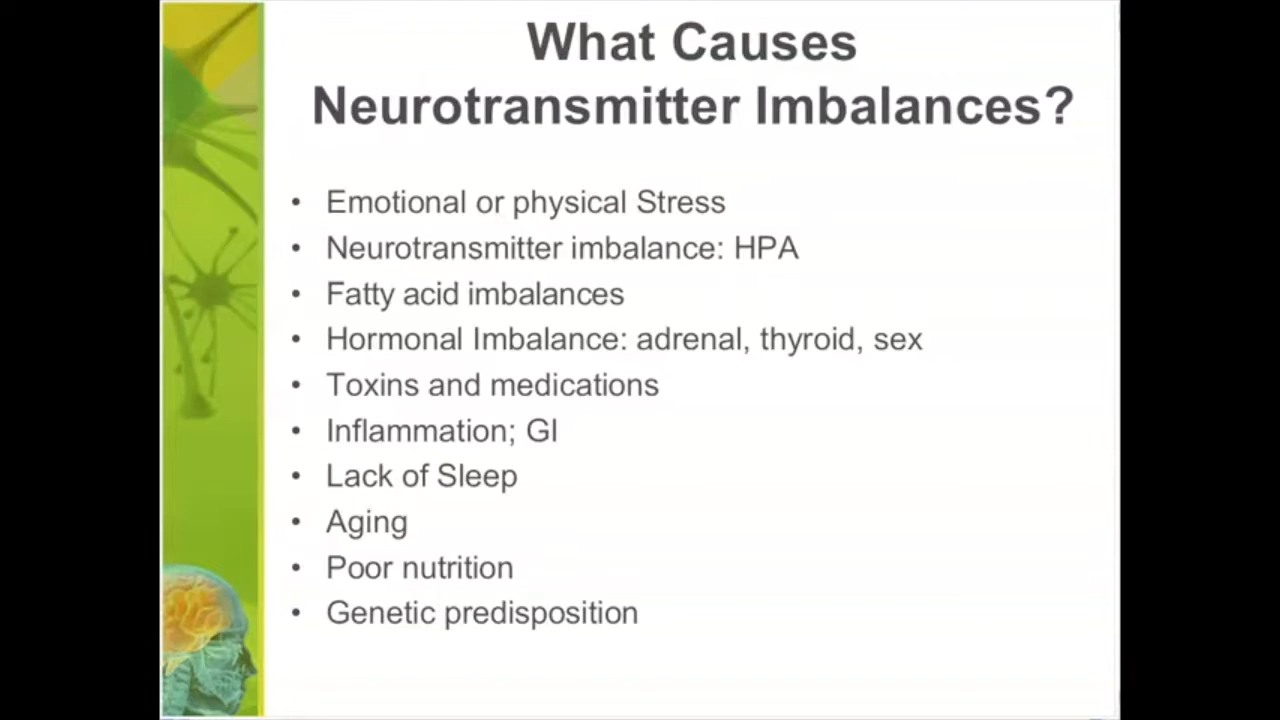 What Causes
Neurotransmitter Imbalances?
• Emotional or physical Stress
• Neurotransmitter imbalance: HPA
• Fatty acid imbalances
• Hormonal Imbalance: adrenal, thyroid, sex
• Toxins and medications
• Inflammation; GI
• Lack of Sleep
• Aging
• Poor nutrition
• Genetic predisposition